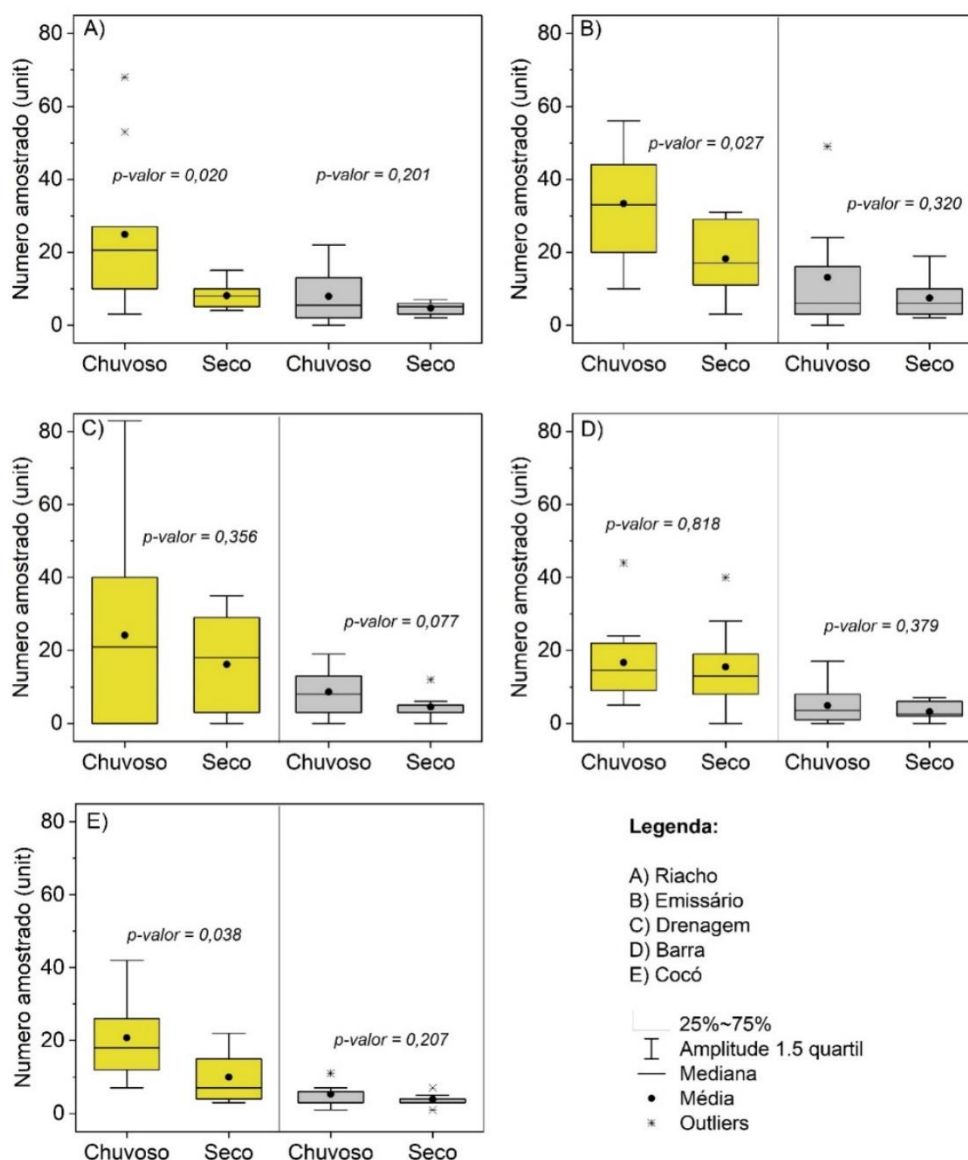 A)
Numero amostrado (unit)
80
60
40
20
0
p-valor = 0,020
p-valor = 0,201
Chuvoso Seco Chuvoso Seco
B)
Numero amostrado (unit)
80
60
40
20
0
p-valor = 0,027
p-valor = 0,320
Chuvoso Seco Chuvoso Seco
C)
Numero amostrado (unit)
80
60
40
20
0
p-valor = 0,356
p-valor = 0,077
Chuvoso Seco Chuvoso Seco
D)
Numero amostrado (unit)
80
60
40
20
0
p-valor = 0,818
p-valor = 0,379
Chuvoso Seco Chuvoso Seco
E)
Numero amostrado (unit)
80
60
40
20
0
p-valor = 0,038
p-valor = 0,207
Chuvoso Seco Chuvoso Seco
Legenda:
A) Riacho
B) Emissário
C) Drenagem
D) Barra
E) Cocó
25%~75%
Amplitude 1.5 quartil
Mediana
Média
Outliers